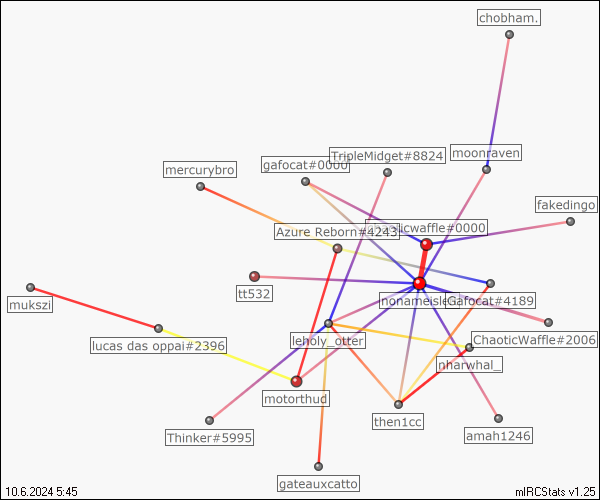 chobham.
TripleMidget#8824
moonraven
gafocat#0000
mercurybro
fakedingo
#0000
Azure Reborn#4243
tt532
Gafocat#4189
mukszi
leholy_otter
ChaoticWaffle#2006
lucas das oppai#2396
nharwhal_
motorthud
then1cc
Thinker#5995
amah1246
gateauxcatto
10.6.2024 5:45
mIRCStats v1.25